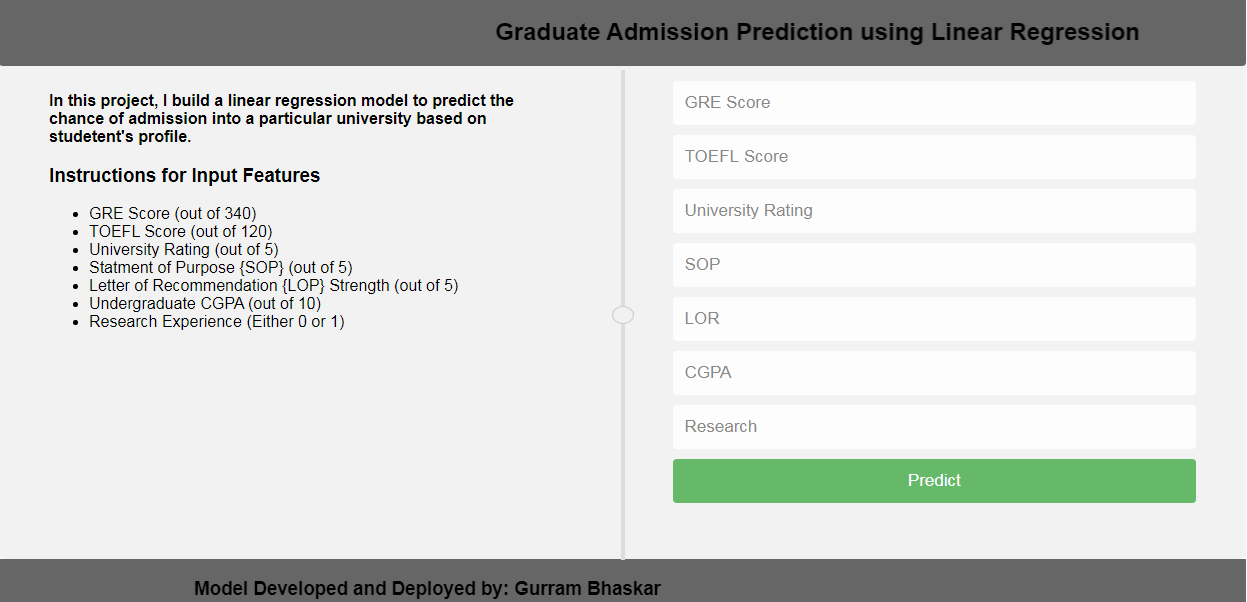 Graduate Admission Prediction using Linear Regression
In this project, I build a linear regression model to predict the
chance of admission into a particular university based on
studetent's profile.
Instructions for Input Features
GRE Score (out of 340)
TOEFL Score (out of 120)
University Rating (out of 5)
Statment of Purpose {SOP} (out of 5)
Letter of Recommendation {LOP} Strength (out of 5)
Undergraduate CGPA (out of 10)
Research Experience (Either 0 or 1)
GRE Score
TOEFL Score
University Rating
SOP
LOR
CGPA
Research
Predict
Model Developed and Deployed by: Gurram Bhaskar